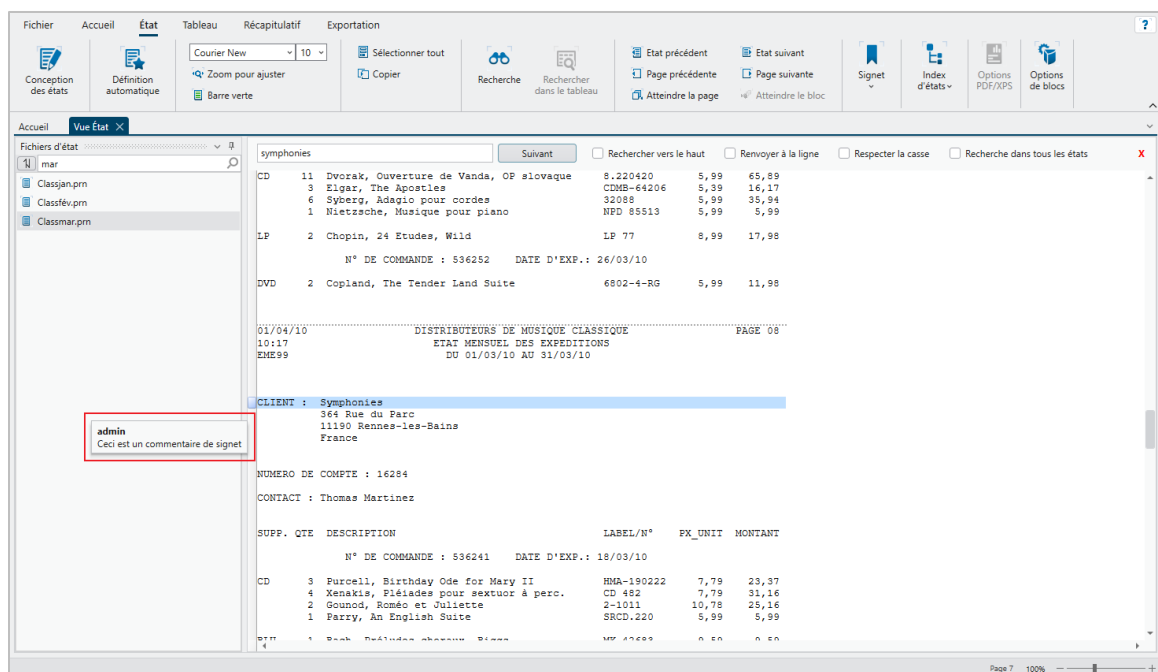 Fichier Accueil État Tableau Récapitulatif Exportation ?
Conception des états
Définition automatique
Courier New 10
Zoom pour ajuster
Barre verte
Sélectionner tout
Copier
Recherche
Rechercher dans le tableau
Etat précédent
Page précédente
Atteindre la page
Etat suivant
Page suivante
Atteindre le bloc
Signet
Index d'états
Options PDF/XPS
Options de blocs
Accueil Vue État
Fichiers d'état
mar
Classjan.prn
Classfév.prn
Classmar.prn
symphonies Suivant Rechercher vers le haut Renvoyer à la ligne Respecter la casse Recherche dans tous les états X
CD 11 Dvorak, Ouverture de Vanda, OP slovaque 8.220420 5,99 65,89
3 Elgar, The Apostles CDMB-64206 5,39 16,17
6 Syberg, Adagio pour cordes 32088 5,99 35,94
1 Nietzsche, Musique pour piano NPD 85513 5,99 5,99
LP 2 Chopin, 24 Etudes, Wild LP 77 8,99 17,98
N° DE COMMANDE : 536252 DATE D'EXP.: 26/03/10
DVD 2 Copland, The Tender Land Suite 6802-4-RG 5,99 11,98
01/04/10 DISTRIBUTEURS DE MUSIQUE CLASSIQUE PAGE 08
10:17 ETAT MENSUEL DES EXPEDITIONS
EME99 DU 01/03/10 AU 31/03/10
CLIENT : Symphonies
364 Rue du Parc
11190 Rennes-les-Bains
France
admin
Ceci est un commentaire de signet
NUMERO DE COMPTE : 16284
CONTACT : Thomas Martinez
SUPP. QTE DESCRIPTION LABEL/N° PX_UNIT MONTANT
N° DE COMMANDE : 536241 DATE D'EXP.: 18/03/10
CD 3 Purcell, Birthday Ode for Mary II HMA-190222 7,79 23,37
4 Xenakis, Pléiades pour sextuor à perc. CD 482 7,79 31,16
2 Gounod, Roméo et Juliette 2-1011 10,78 25,16
1 Parry, An English Suite SRCD.220 5,99 5,99
Page 7 100%